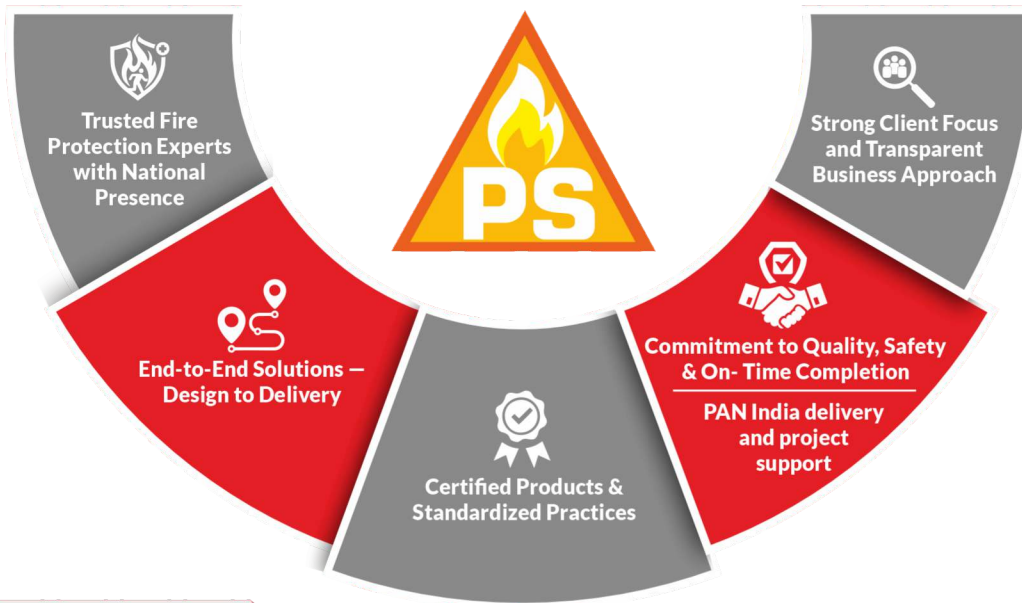 Trusted Fire
Protection Experts
with National
Presence
End-to-End Solutions —
Design to Delivery
PS
Certified Products &
Standardized Practices
Commitment to Quality, Safety
& On- Time Completion
PAN India delivery
and project
support
Strong Client Focus
and Transparent
Business Approach